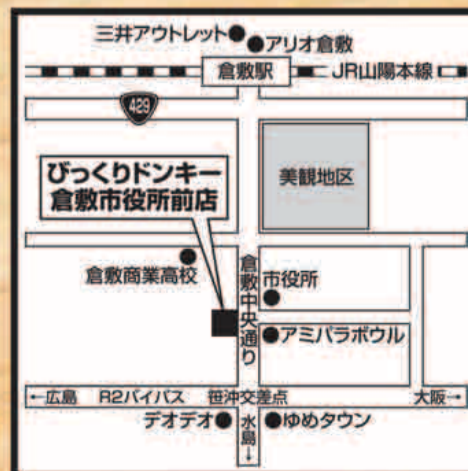 三井アウトレット
アリオ倉敷
倉敷駅
JR山陽本線
429
びっくりドンキー
倉敷市役所前店
美観地区
倉敷商業高校
倉敷中央通り
市役所
アミパラボウル
←広島
R2バイパス
笹沖交差点
大阪→
デオデオ
水島→
ゆめタウン